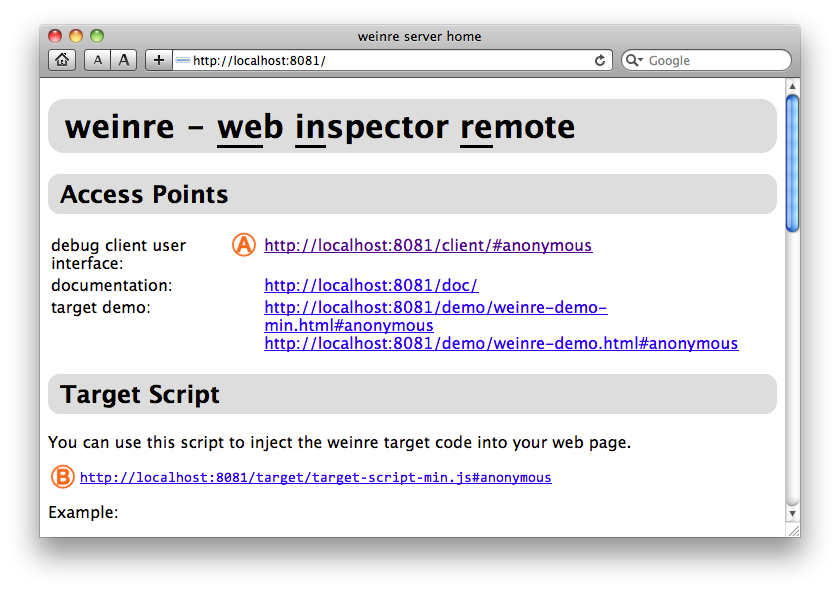 weinre server home
A A + http://localhost:8081/ Google
weinre - web inspector remote
Access Points
debug client user interface: A http://localhost:8081/client/#anonymous
documentation: http://localhost:8081/doc/
target demo: http://localhost:8081/demo/weinre-demo-
min.html#anonymous
http://localhost:8081/demo/weinre-demo.html#anonymous
Target Script
You can use this script to inject the weinre target code into your web page.
B http://localhost:8081/target/target-script-min.js#anonymous
Example: